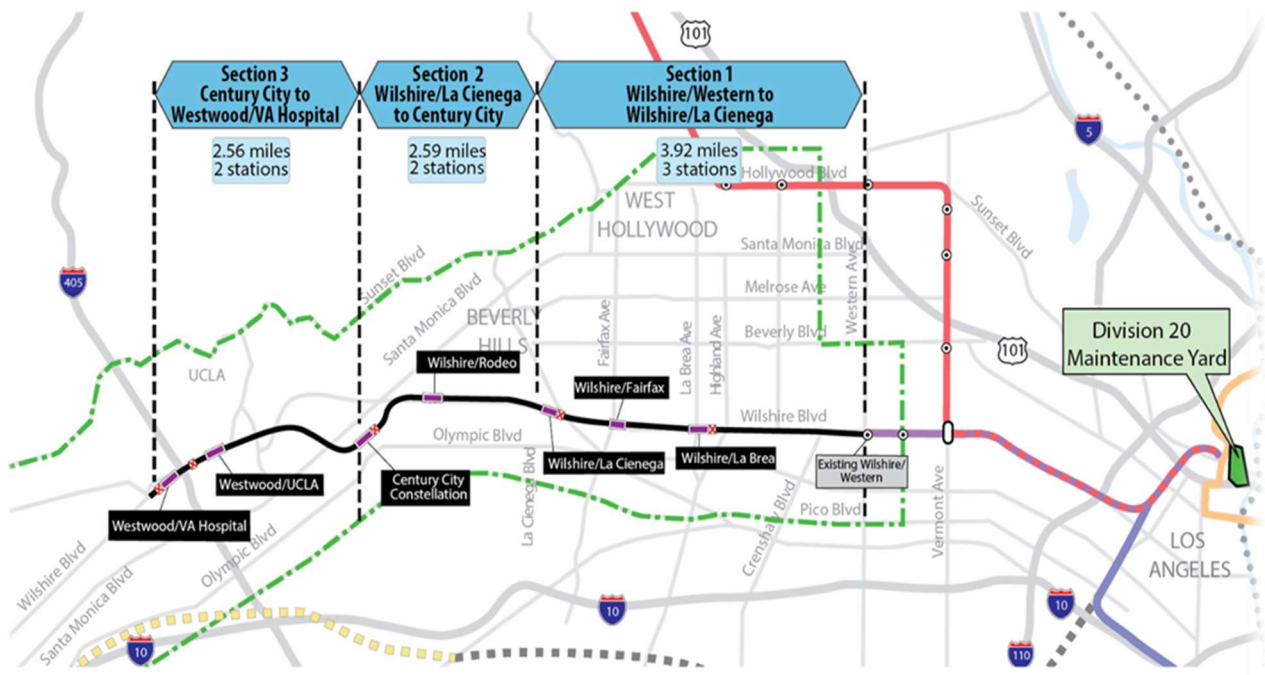 101
Section 3
Century City to
Westwood/VA Hospital
Section 2
Wilshire/La Cienega
to Century City
Section 1
Wilshire/Western to
Wilshire/La Cienega
2.56 miles
2 stations
2.59 miles
2 stations
3.92 miles
3 stations
5
Hollywood Blvd
WEST
HOLLYWOOD
Sunset Blvd
Santa Monica Blvd
405
Sunset Blvd
Santa Monica Blvd
Melrose Ave
Western Ave
BEVERLY
HILLS
Fairfax Ave
La Brea Ave
Highland Ave
Beverly Blvd
101
Division 20
Maintenance Yard
UCLA
Wilshire/Rodeo
Wilshire/Fairfax
Wilshire Blvd
Olympic Blvd
Wilshire/La Cienega
Wilshire/La Brea
Existing Wilshire/
Western
Westwood/UCLA
Century City
Constellation
La Cienega Blvd
Crenshaw Blvd
Pico Blvd
Vermont Ave
Westwood/VA Hospital
LOS
ANGELES
Wilshire Blvd
Santa Monica Blvd
Olympic Blvd
10
10
10
110